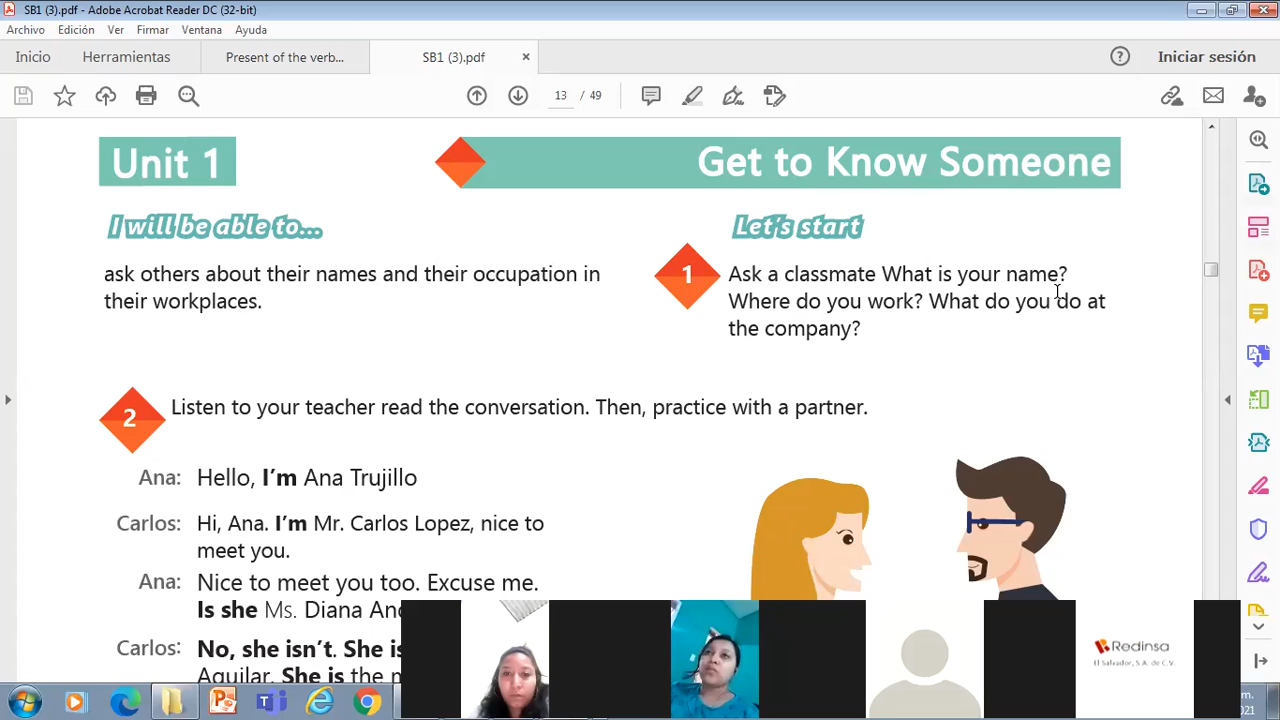 SB1 (3).pdf - Adobe Acrobat Reader DC (32-bit)
Archivo Edición Ver Firmar Ventana Ayuda
Inicio Herramientas Present of the verb... SB1 (3).pdf × Iniciar sesión
13 / 49
Unit 1 Get to Know Someone
I will be able to...
ask others about their names and their occupation in
their workplaces.
Let's start
1 Ask a classmate What is your name?
Where do you work? What do you do at
the company?
2 Listen to your teacher read the conversation. Then, practice with a partner.
Ana: Hello, I'm Ana Trujillo
Carlos: Hi, Ana. I'm Mr. Carlos Lopez, nice to
meet you.
Ana: Nice to meet you too. Excuse me.
Is she Ms. Diana
Carlos: No, she isn't. She is
Aguilar. She is the
Redinsa
El Salvador, S.A. de C.V.
m.
2021